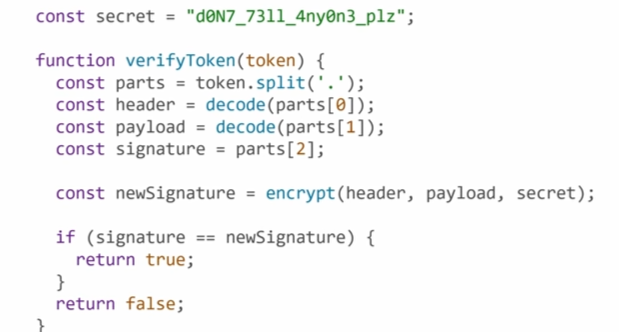 const secret = "d0N7_73ll_4ny0n3_plz";
function verifyToken(token) {
const parts = token.split('.');
const header = decode(parts[0]);
const payload = decode(parts[1]);
const signature = parts[2];
const newSignature = encrypt(header, payload, secret);
if (signature == newSignature) {
return true;
}
return false;
}